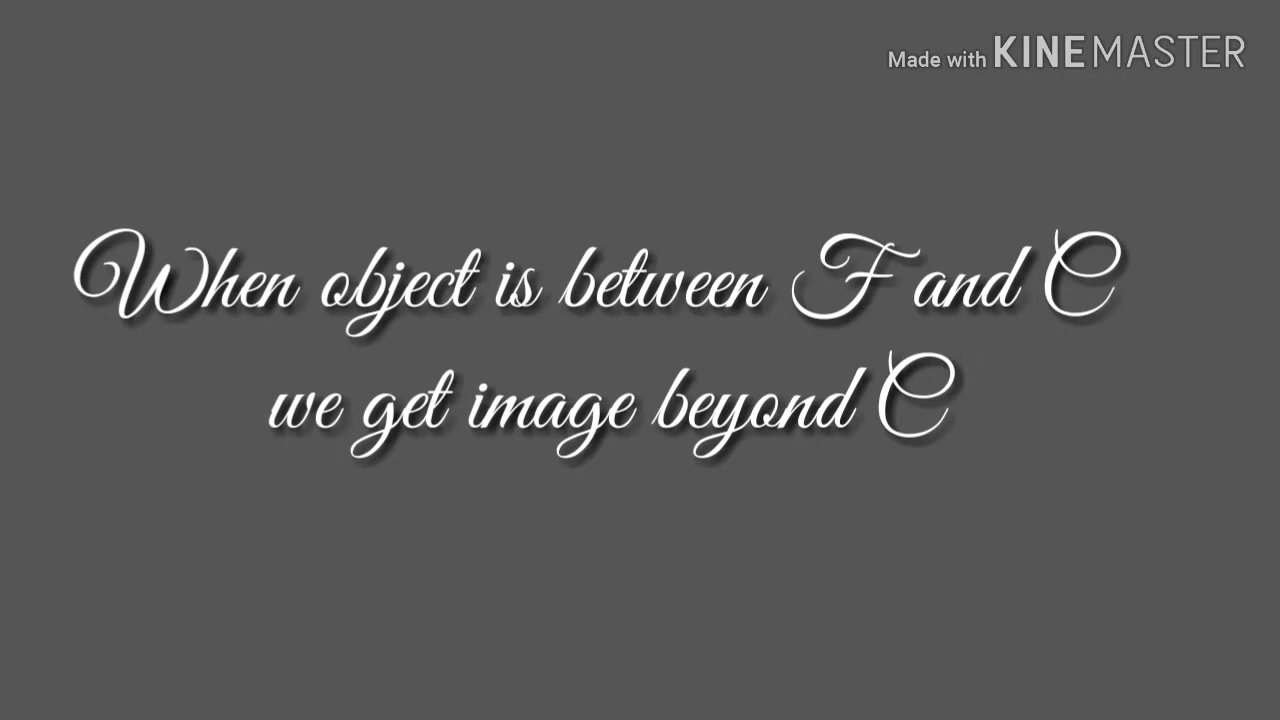 Made with KINEMASTER
When object is between F and C
we get image beyond C